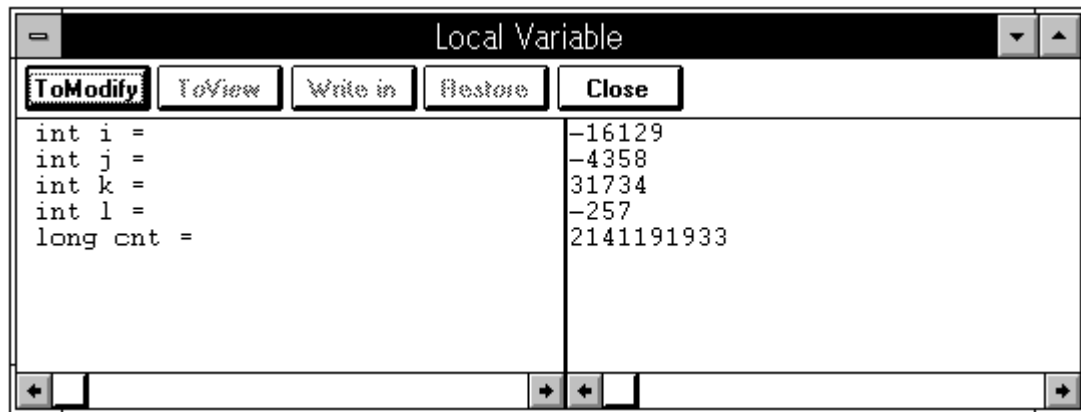 Local Variable
ToModify ToView Write in Restore Close
int i = -16129
int j = -4358
int k = 31734
int l = -257
long cnt = 2141191933